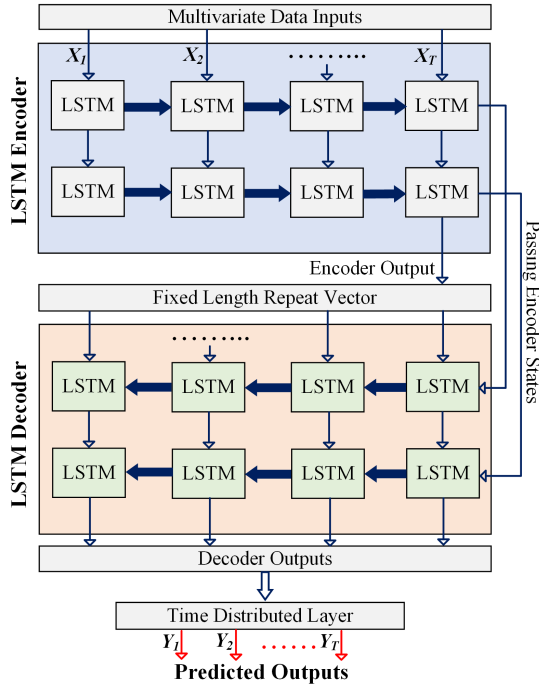 Multivariate Data Inputs
X1 X2 ......... XT
LSTM Encoder
LSTM LSTM LSTM LSTM
LSTM LSTM LSTM LSTM
Passing Encoder States
Encoder Output
Fixed Length Repeat Vector
LSTM Decoder
.........
LSTM LSTM LSTM LSTM
LSTM LSTM LSTM LSTM
Decoder Outputs
Time Distributed Layer
Y1 Y2 ...... YT
Predicted Outputs